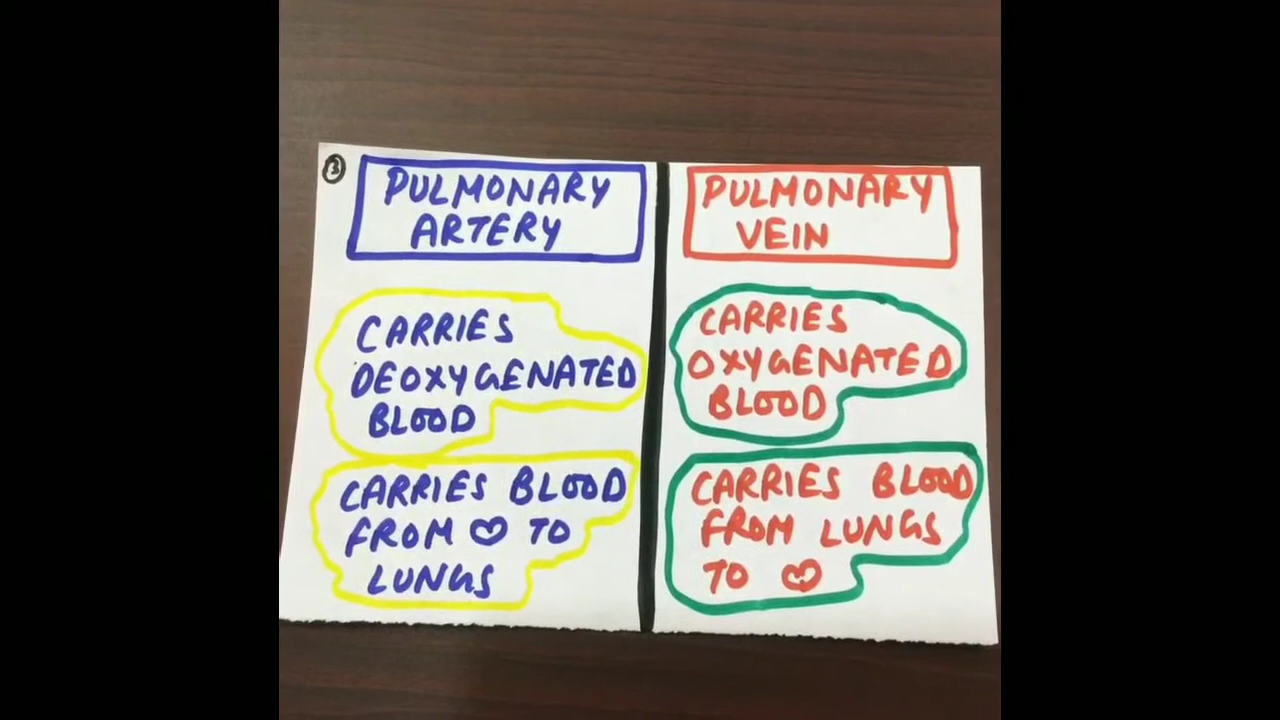 3
PULMONARY
ARTERY
CARRIES
DEOXYGENATED
BLOOD
CARRIES BLOOD
FROM ♡ TO
LUNGS
PULMONARY
VEIN
CARRIES
OXYGENATED
BLOOD
CARRIES BLOOD
FROM LUNGS
TO ♡